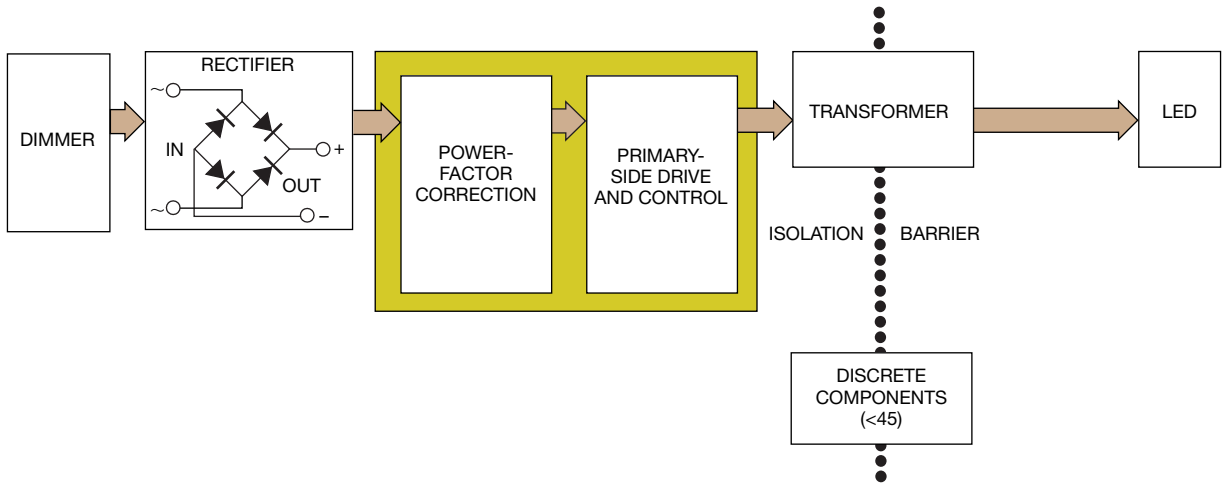 DIMMER
RECTIFIER
~
IN
OUT
+
~
−
POWER-
FACTOR
CORRECTION
PRIMARY-
SIDE DRIVE
AND CONTROL
TRANSFORMER
LED
ISOLATION BARRIER
DISCRETE
COMPONENTS
(<45)